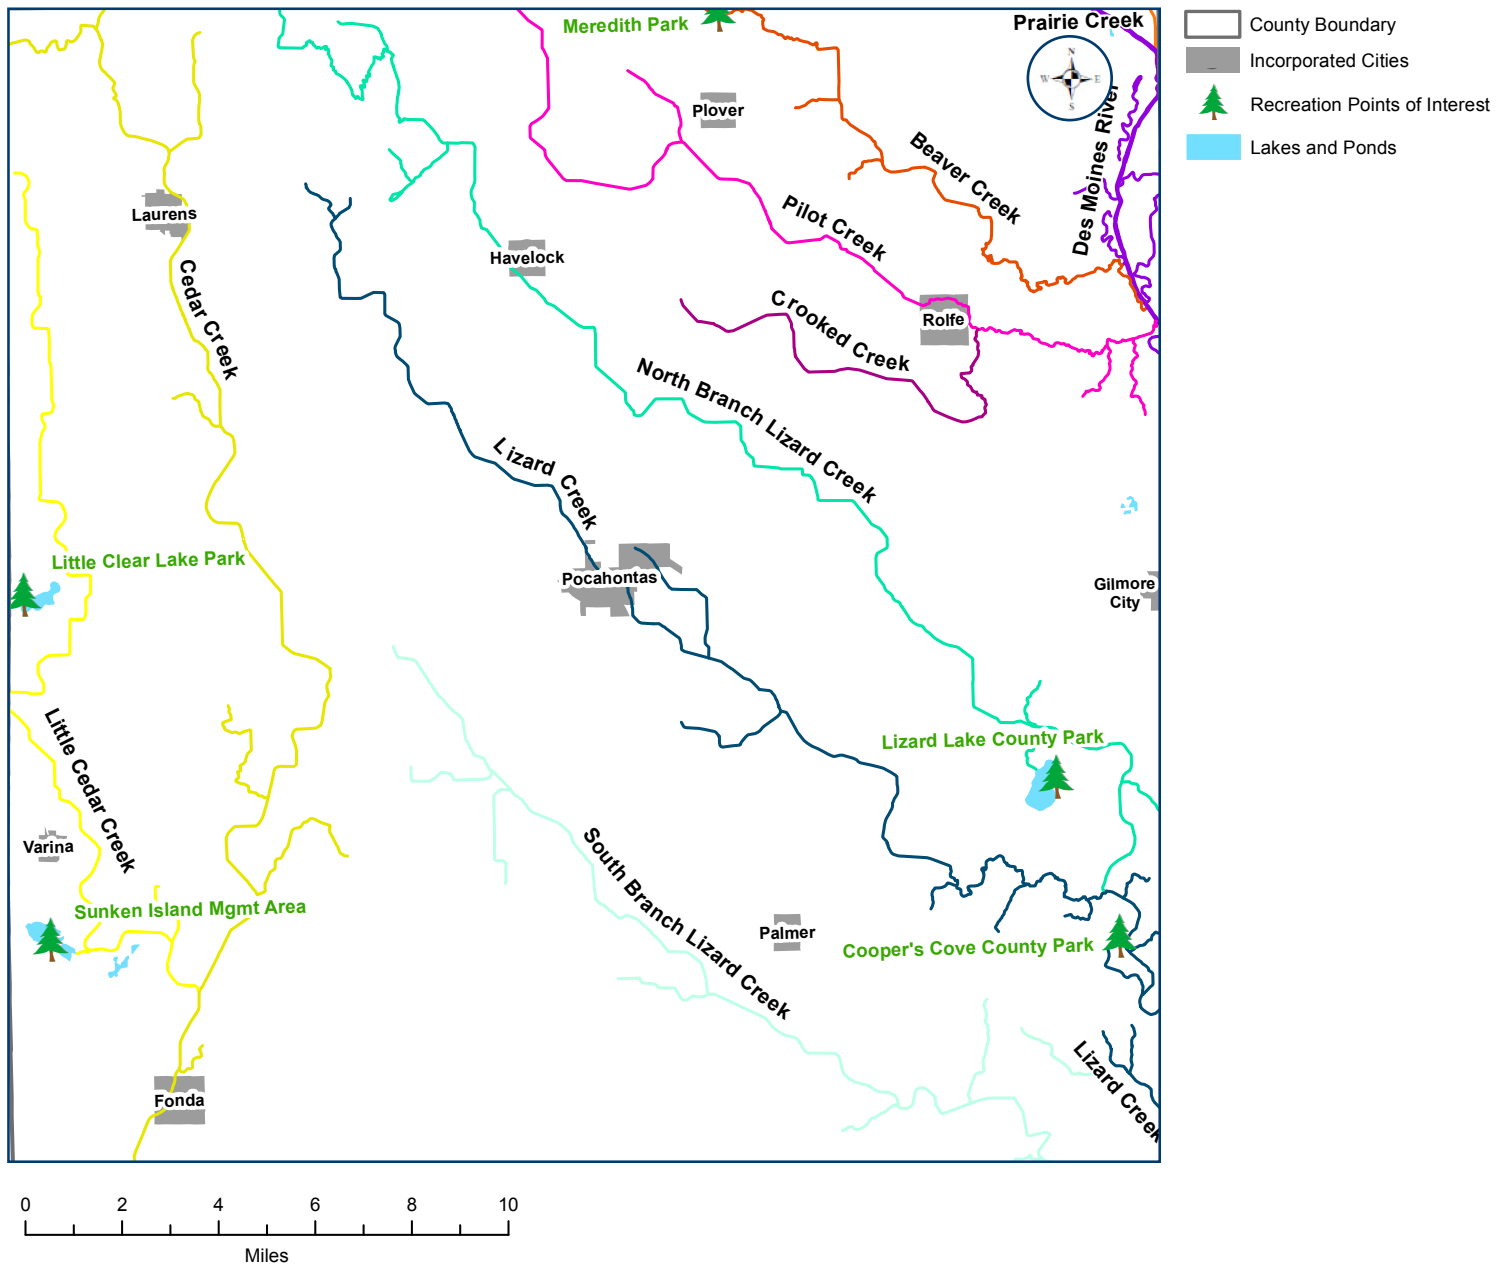 Meredith Park
Prairie Creek
N
W
E
S
Plover
Des Moines River
Beaver Creek
Laurens
Pilot Creek
Havelock
Cedar Creek
Crooked Creek
Rolfe
North Branch Lizard Creek
Lizard Creek
Little Clear Lake Park
Pocahontas
Gilmore
City
Little Cedar Creek
Lizard Lake County Park
Varina
South Branch Lizard Creek
Sunken Island Mgmt Area
Palmer
Cooper's Cove County Park
Lizard Creek
Fonda
County Boundary
Incorporated Cities
Recreation Points of Interest
Lakes and Ponds
0 2 4 6 8 10
Miles